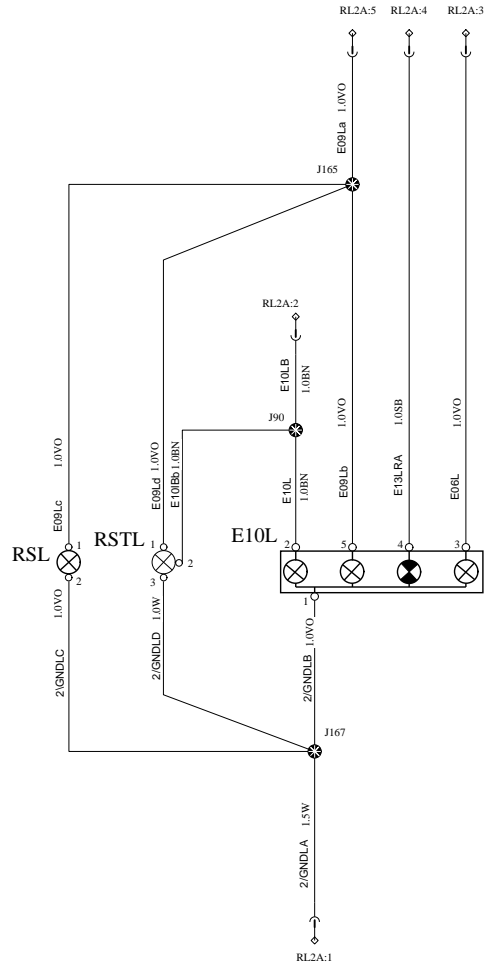 RL2A:5 RL2A:4 RL2A:3
E09La 1.0VO
J165
RL2A:2
E10LB 1.0BN
J90
E09Lc 1.0VO
E09Ld 1.0VO
E10lBb 1.0BN
E10L 1.0BN
E09Lb 1.0VO
E13LRA 1.0SB
E06L 1.0VO
RSL 1 2
RSTL 1 2 3
E10L 2 5 4 3 1
2\GNDLC 1.0VO
2/GNDLD 1.0W
2/GNDLB 1.0VO
J167
2/GNDLA 1.5W
RL2A:1